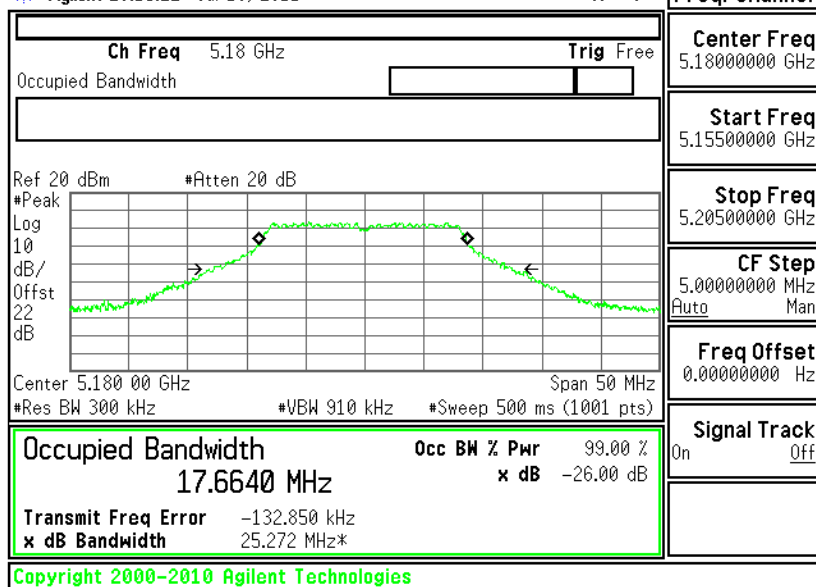 Ch Freq 5.18 GHz Trig Free
Occupied Bandwidth
Ref 20 dBm #Atten 20 dB
#Peak
Log
10
dB/
Offst
22
dB
Center 5.180 00 GHz Span 50 MHz
#Res BW 300 kHz #VBW 910 kHz #Sweep 500 ms (1001 pts)
Occupied Bandwidth
17.6640 MHz
Occ BW % Pwr 99.00 %
x dB -26.00 dB
Transmit Freq Error -132.850 kHz
x dB Bandwidth 25.272 MHz*
Copyright 2000-2010 Agilent Technologies
Center Freq
5.18000000 GHz
Start Freq
5.15500000 GHz
Stop Freq
5.20500000 GHz
CF Step
5.00000000 MHz
Auto Man
Freq Offset
0.00000000 Hz
Signal Track
On Off